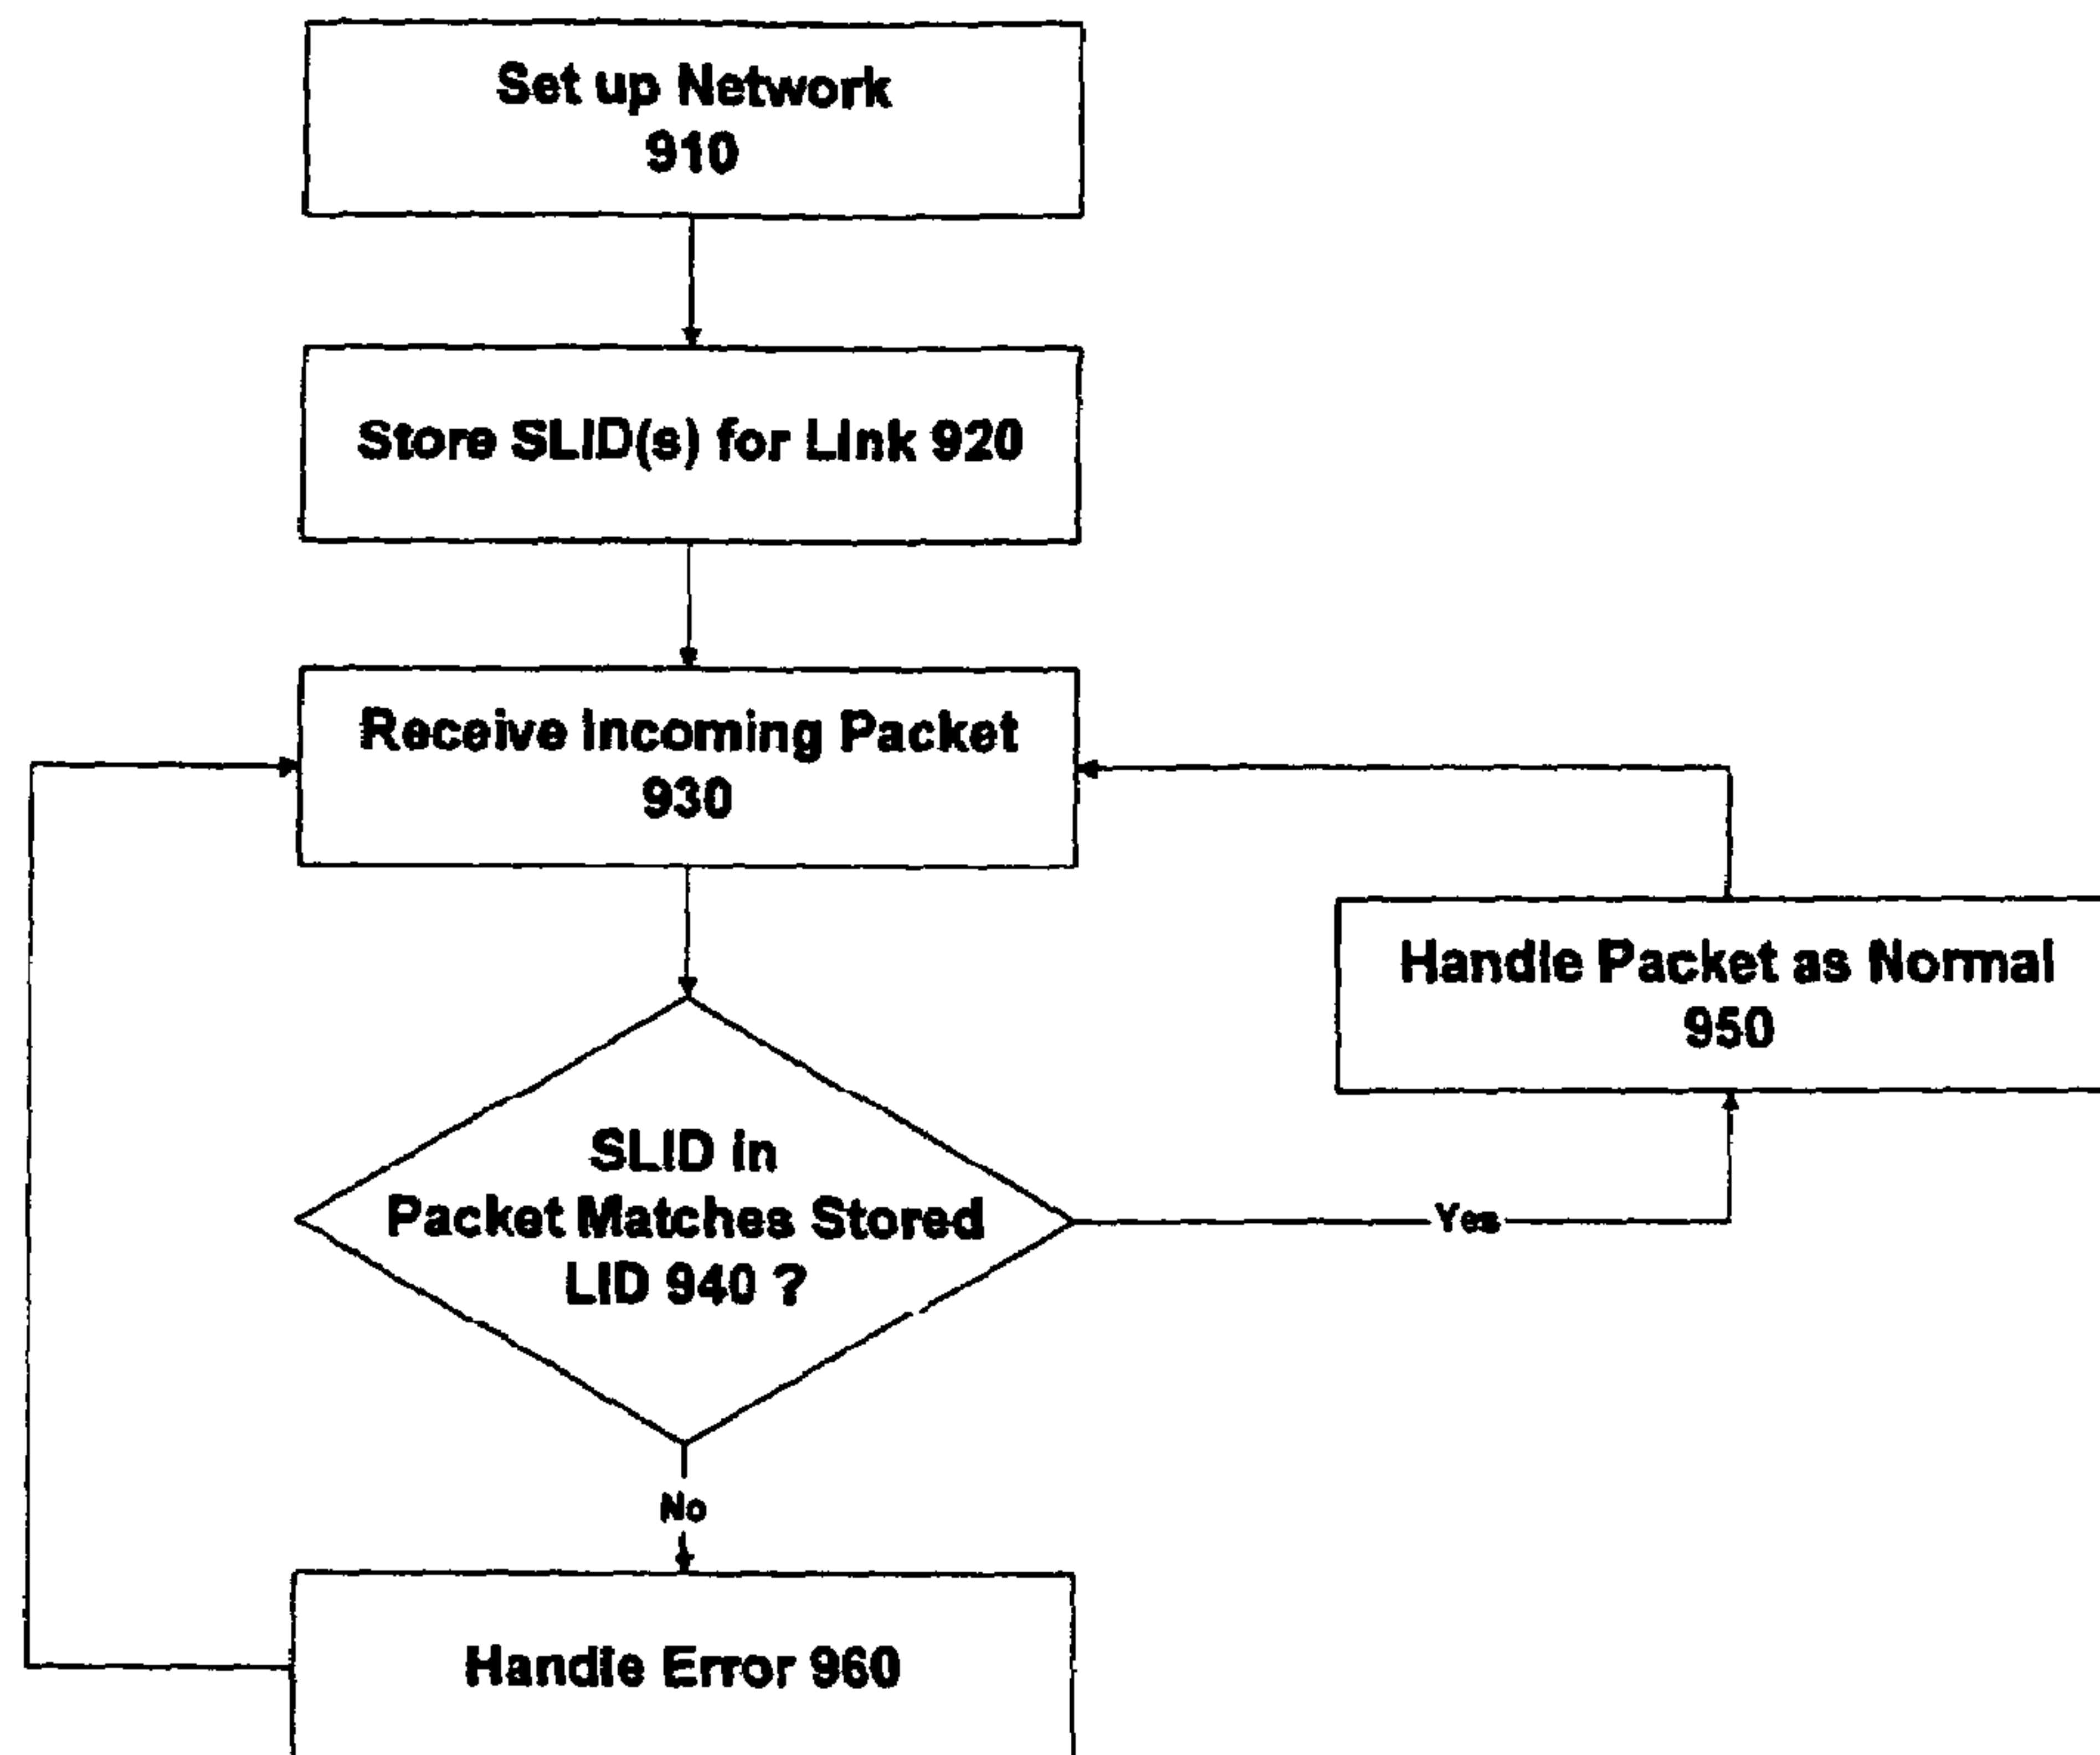 Set up Network
910
Store SLID(s) for Link 920
Receive Incoming Packet
930
Handle Packet as Normal
950
SLID in
Packet Matches Stored
LID 940 ?
Yes
No
Handle Error 960